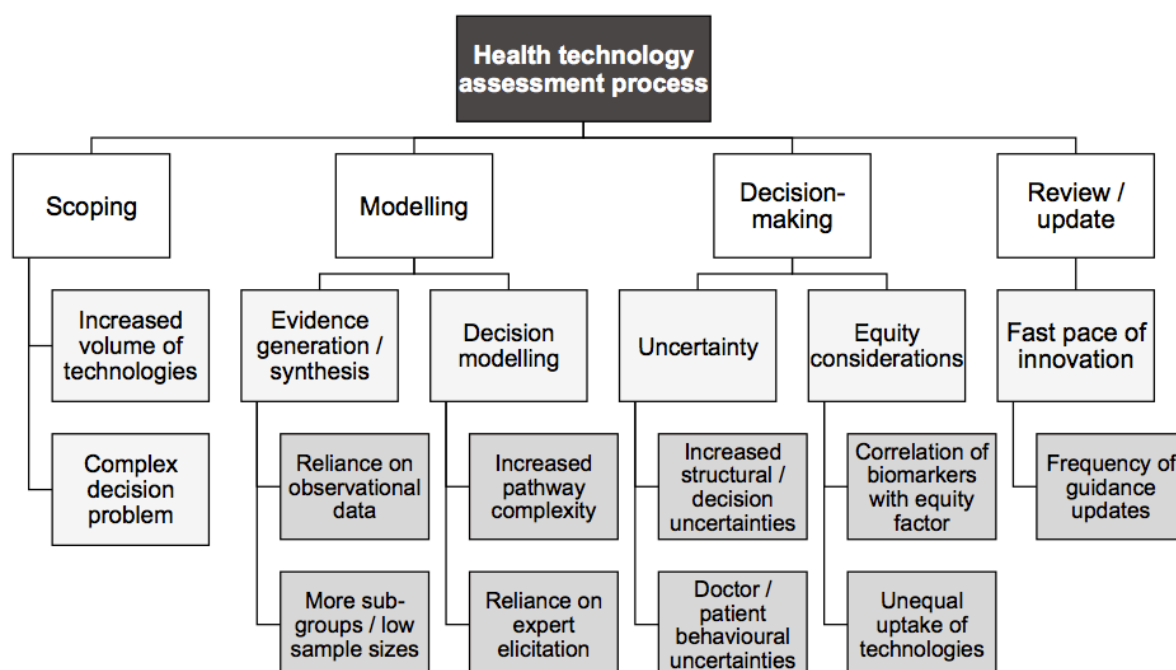 Health technology
assessment process
Scoping
Modelling
Decision-
making
Review /
update
Increased
volume of
technologies
Evidence
generation /
synthesis
Decision
modelling
Uncertainty
Equity
considerations
Fast pace of
innovation
Complex
decision
problem
Reliance on
observational
data
Increased
pathway
complexity
Increased
structural /
decision
uncertainties
Correlation of
biomarkers
with equity
factor
Frequency of
guidance
updates
More sub-
groups / low
sample sizes
Reliance on
expert
elicitation
Doctor /
patient
behavioural
uncertainties
Unequal
uptake of
technologies